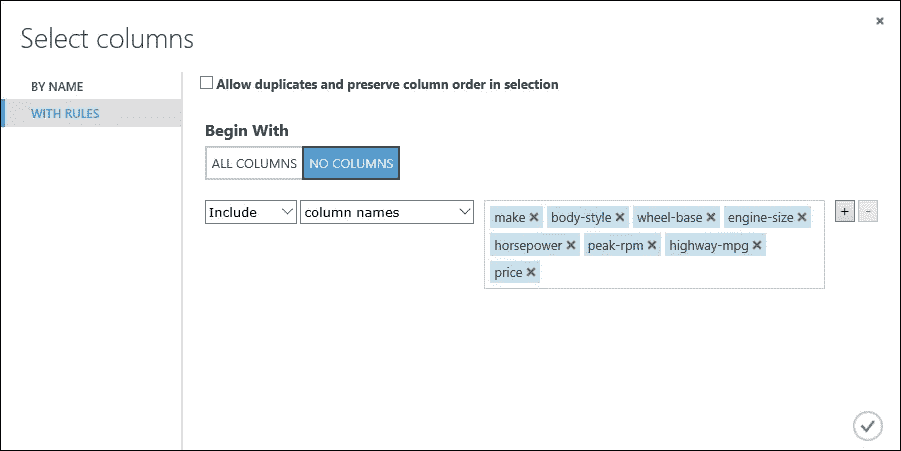 Select columns
BY NAME
WITH RULES
Allow duplicates and preserve column order in selection
Begin With
ALL COLUMNS NO COLUMNS
Include column names
make × body-style × wheel-base × engine-size ×
horsepower × peak-rpm × highway-mpg ×
price ×
+ -